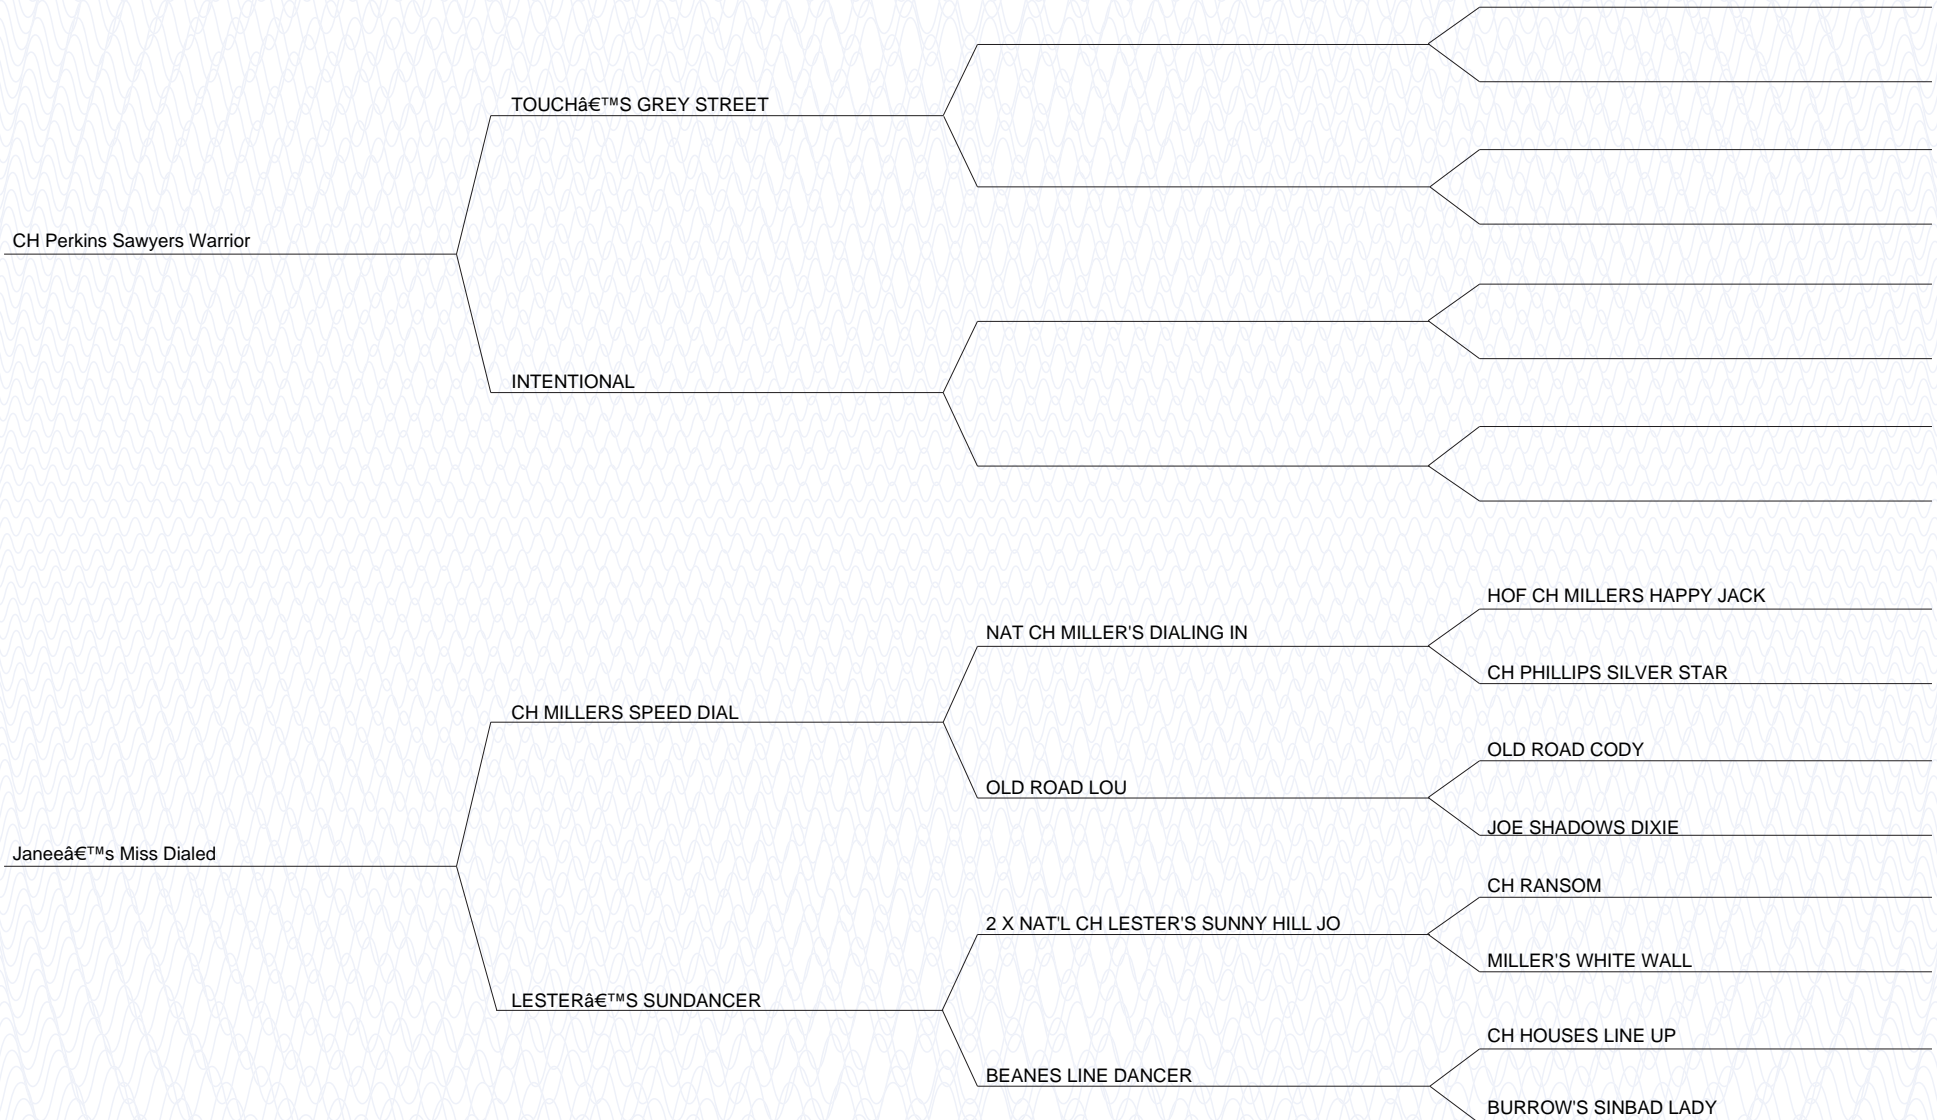 TOUCHâ€™S GREY STREET
CH Perkins Sawyers Warrior
INTENTIONAL
HOF CH MILLERS HAPPY JACK
NAT CH MILLER'S DIALING IN
CH PHILLIPS SILVER STAR
CH MILLERS SPEED DIAL
OLD ROAD CODY
OLD ROAD LOU
JOE SHADOWS DIXIE
Janeeâ€™s Miss Dialed
CH RANSOM
2 X NAT'L CH LESTER'S SUNNY HILL JO
MILLER'S WHITE WALL
LESTERâ€™S SUNDANCER
CH HOUSES LINE UP
BEANES LINE DANCER
BURROW'S SINBAD LADY